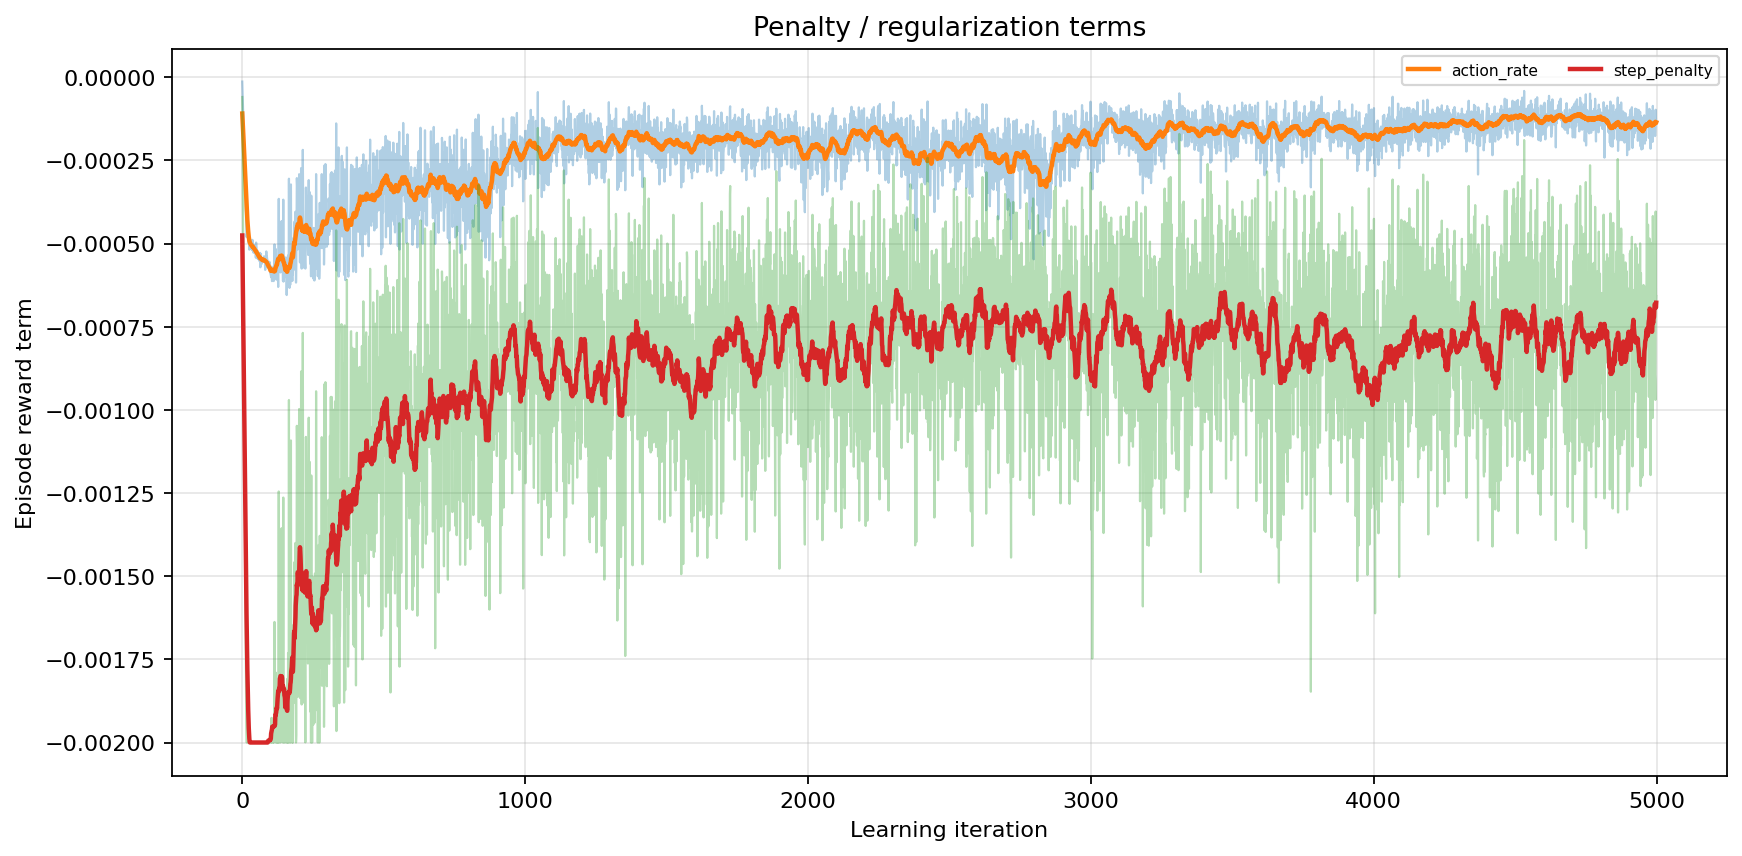 Penalty / regularization terms
action_rate step_penalty
0.00000
−0.00025
−0.00050
−0.00075
−0.00100
−0.00125
−0.00150
−0.00175
−0.00200
Episode reward term
0 1000 2000 3000 4000 5000
Learning iteration